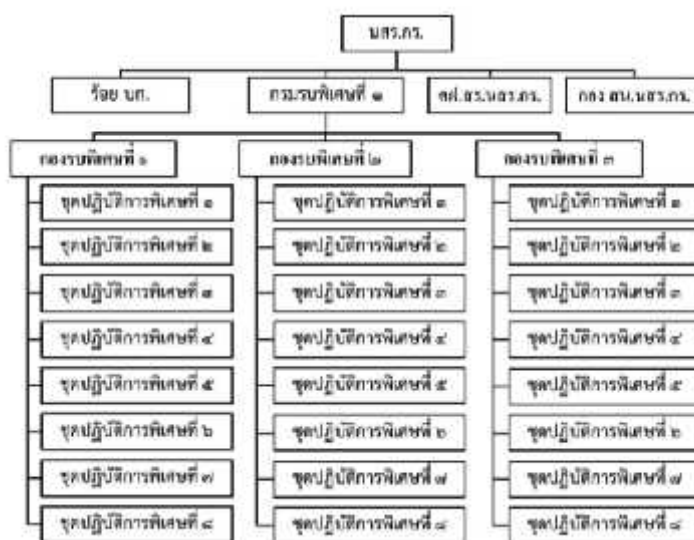 นสร.กร.
ร้อย บก.
กรมรบพิเศษที่ ๑
ศฝ.สร.นสร.กร.
กอง สน.นสร.กร.
กองรบพิเศษที่ ๑
กองรบพิเศษที่ ๒
กองรบพิเศษที่ ๓
ชุดปฏิบัติการพิเศษที่ ๑
ชุดปฏิบัติการพิเศษที่ ๒
ชุดปฏิบัติการพิเศษที่ ๓
ชุดปฏิบัติการพิเศษที่ ๔
ชุดปฏิบัติการพิเศษที่ ๕
ชุดปฏิบัติการพิเศษที่ ๖
ชุดปฏิบัติการพิเศษที่ ๗
ชุดปฏิบัติการพิเศษที่ ๘
ชุดปฏิบัติการพิเศษที่ ๑
ชุดปฏิบัติการพิเศษที่ ๒
ชุดปฏิบัติการพิเศษที่ ๓
ชุดปฏิบัติการพิเศษที่ ๔
ชุดปฏิบัติการพิเศษที่ ๕
ชุดปฏิบัติการพิเศษที่ ๖
ชุดปฏิบัติการพิเศษที่ ๗
ชุดปฏิบัติการพิเศษที่ ๘
ชุดปฏิบัติการพิเศษที่ ๑
ชุดปฏิบัติการพิเศษที่ ๒
ชุดปฏิบัติการพิเศษที่ ๓
ชุดปฏิบัติการพิเศษที่ ๔
ชุดปฏิบัติการพิเศษที่ ๕
ชุดปฏิบัติการพิเศษที่ ๖
ชุดปฏิบัติการพิเศษที่ ๗
ชุดปฏิบัติการพิเศษที่ ๘